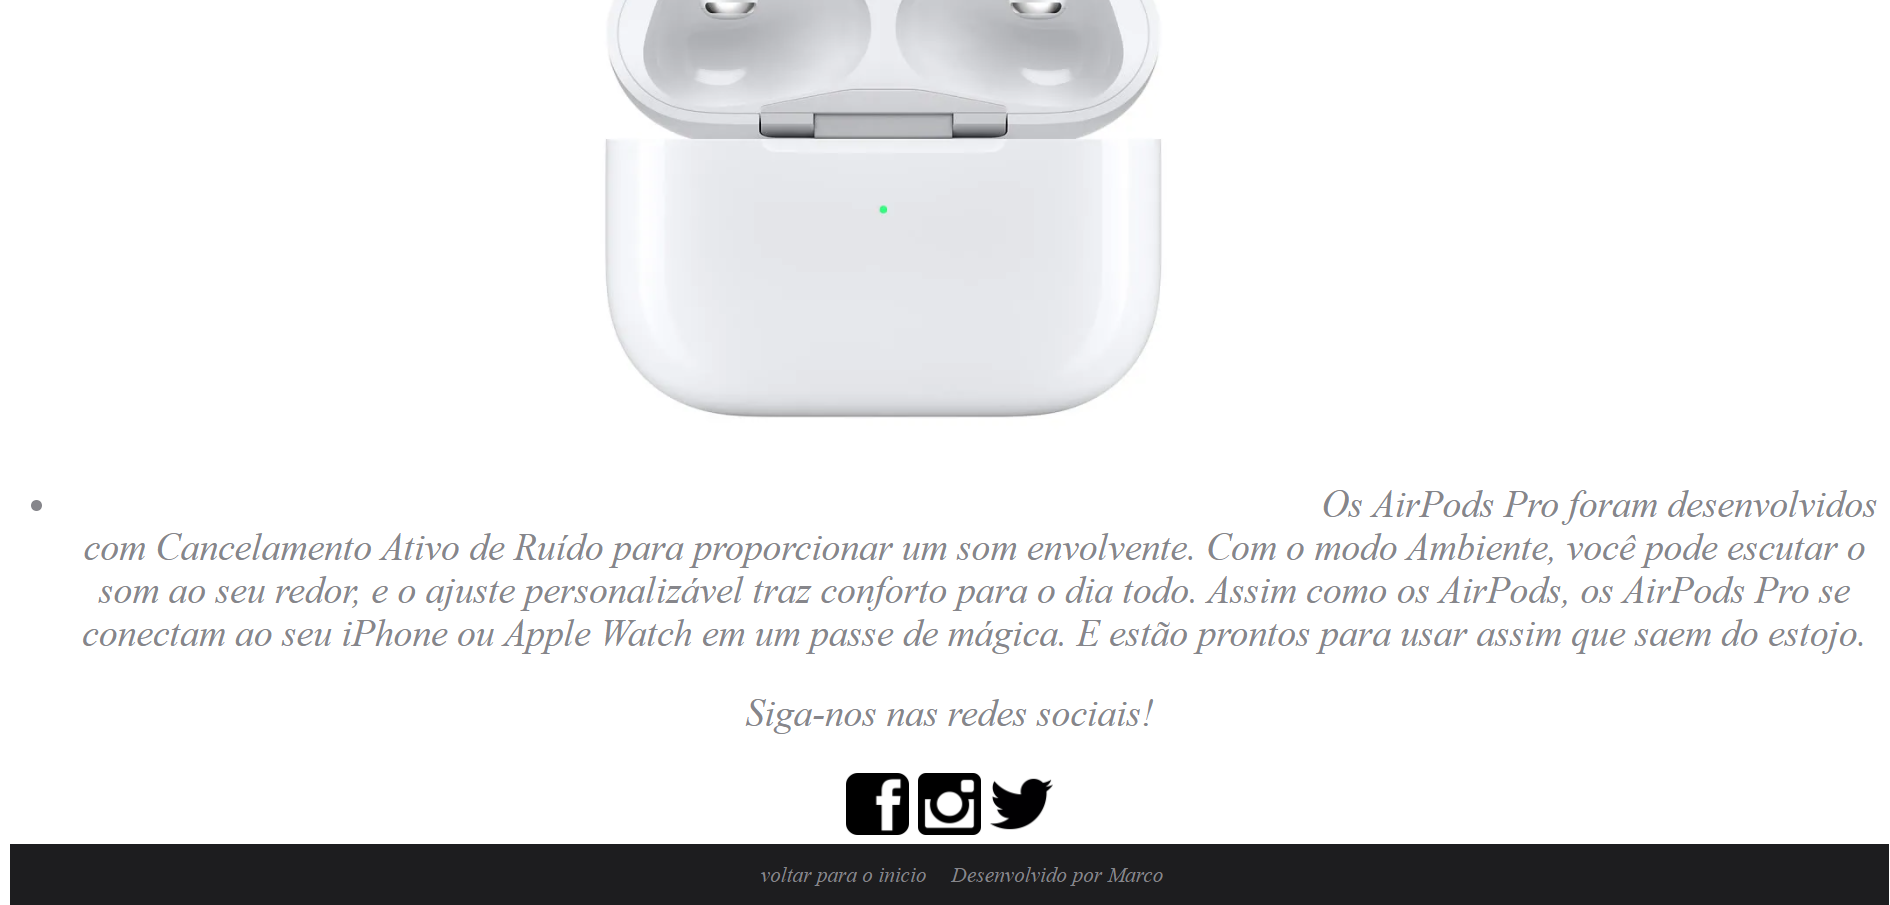 Os AirPods Pro foram desenvolvidos
com Cancelamento Ativo de Ruído para proporcionar um som envolvente. Com o modo Ambiente, você pode escutar o
som ao seu redor, e o ajuste personalizável traz conforto para o dia todo. Assim como os AirPods, os AirPods Pro se
conectam ao seu iPhone ou Apple Watch em um passe de mágica. E estão prontos para usar assim que saem do estojo.
Siga-nos nas redes sociais!
voltar para o inicio Desenvolvido por Marco